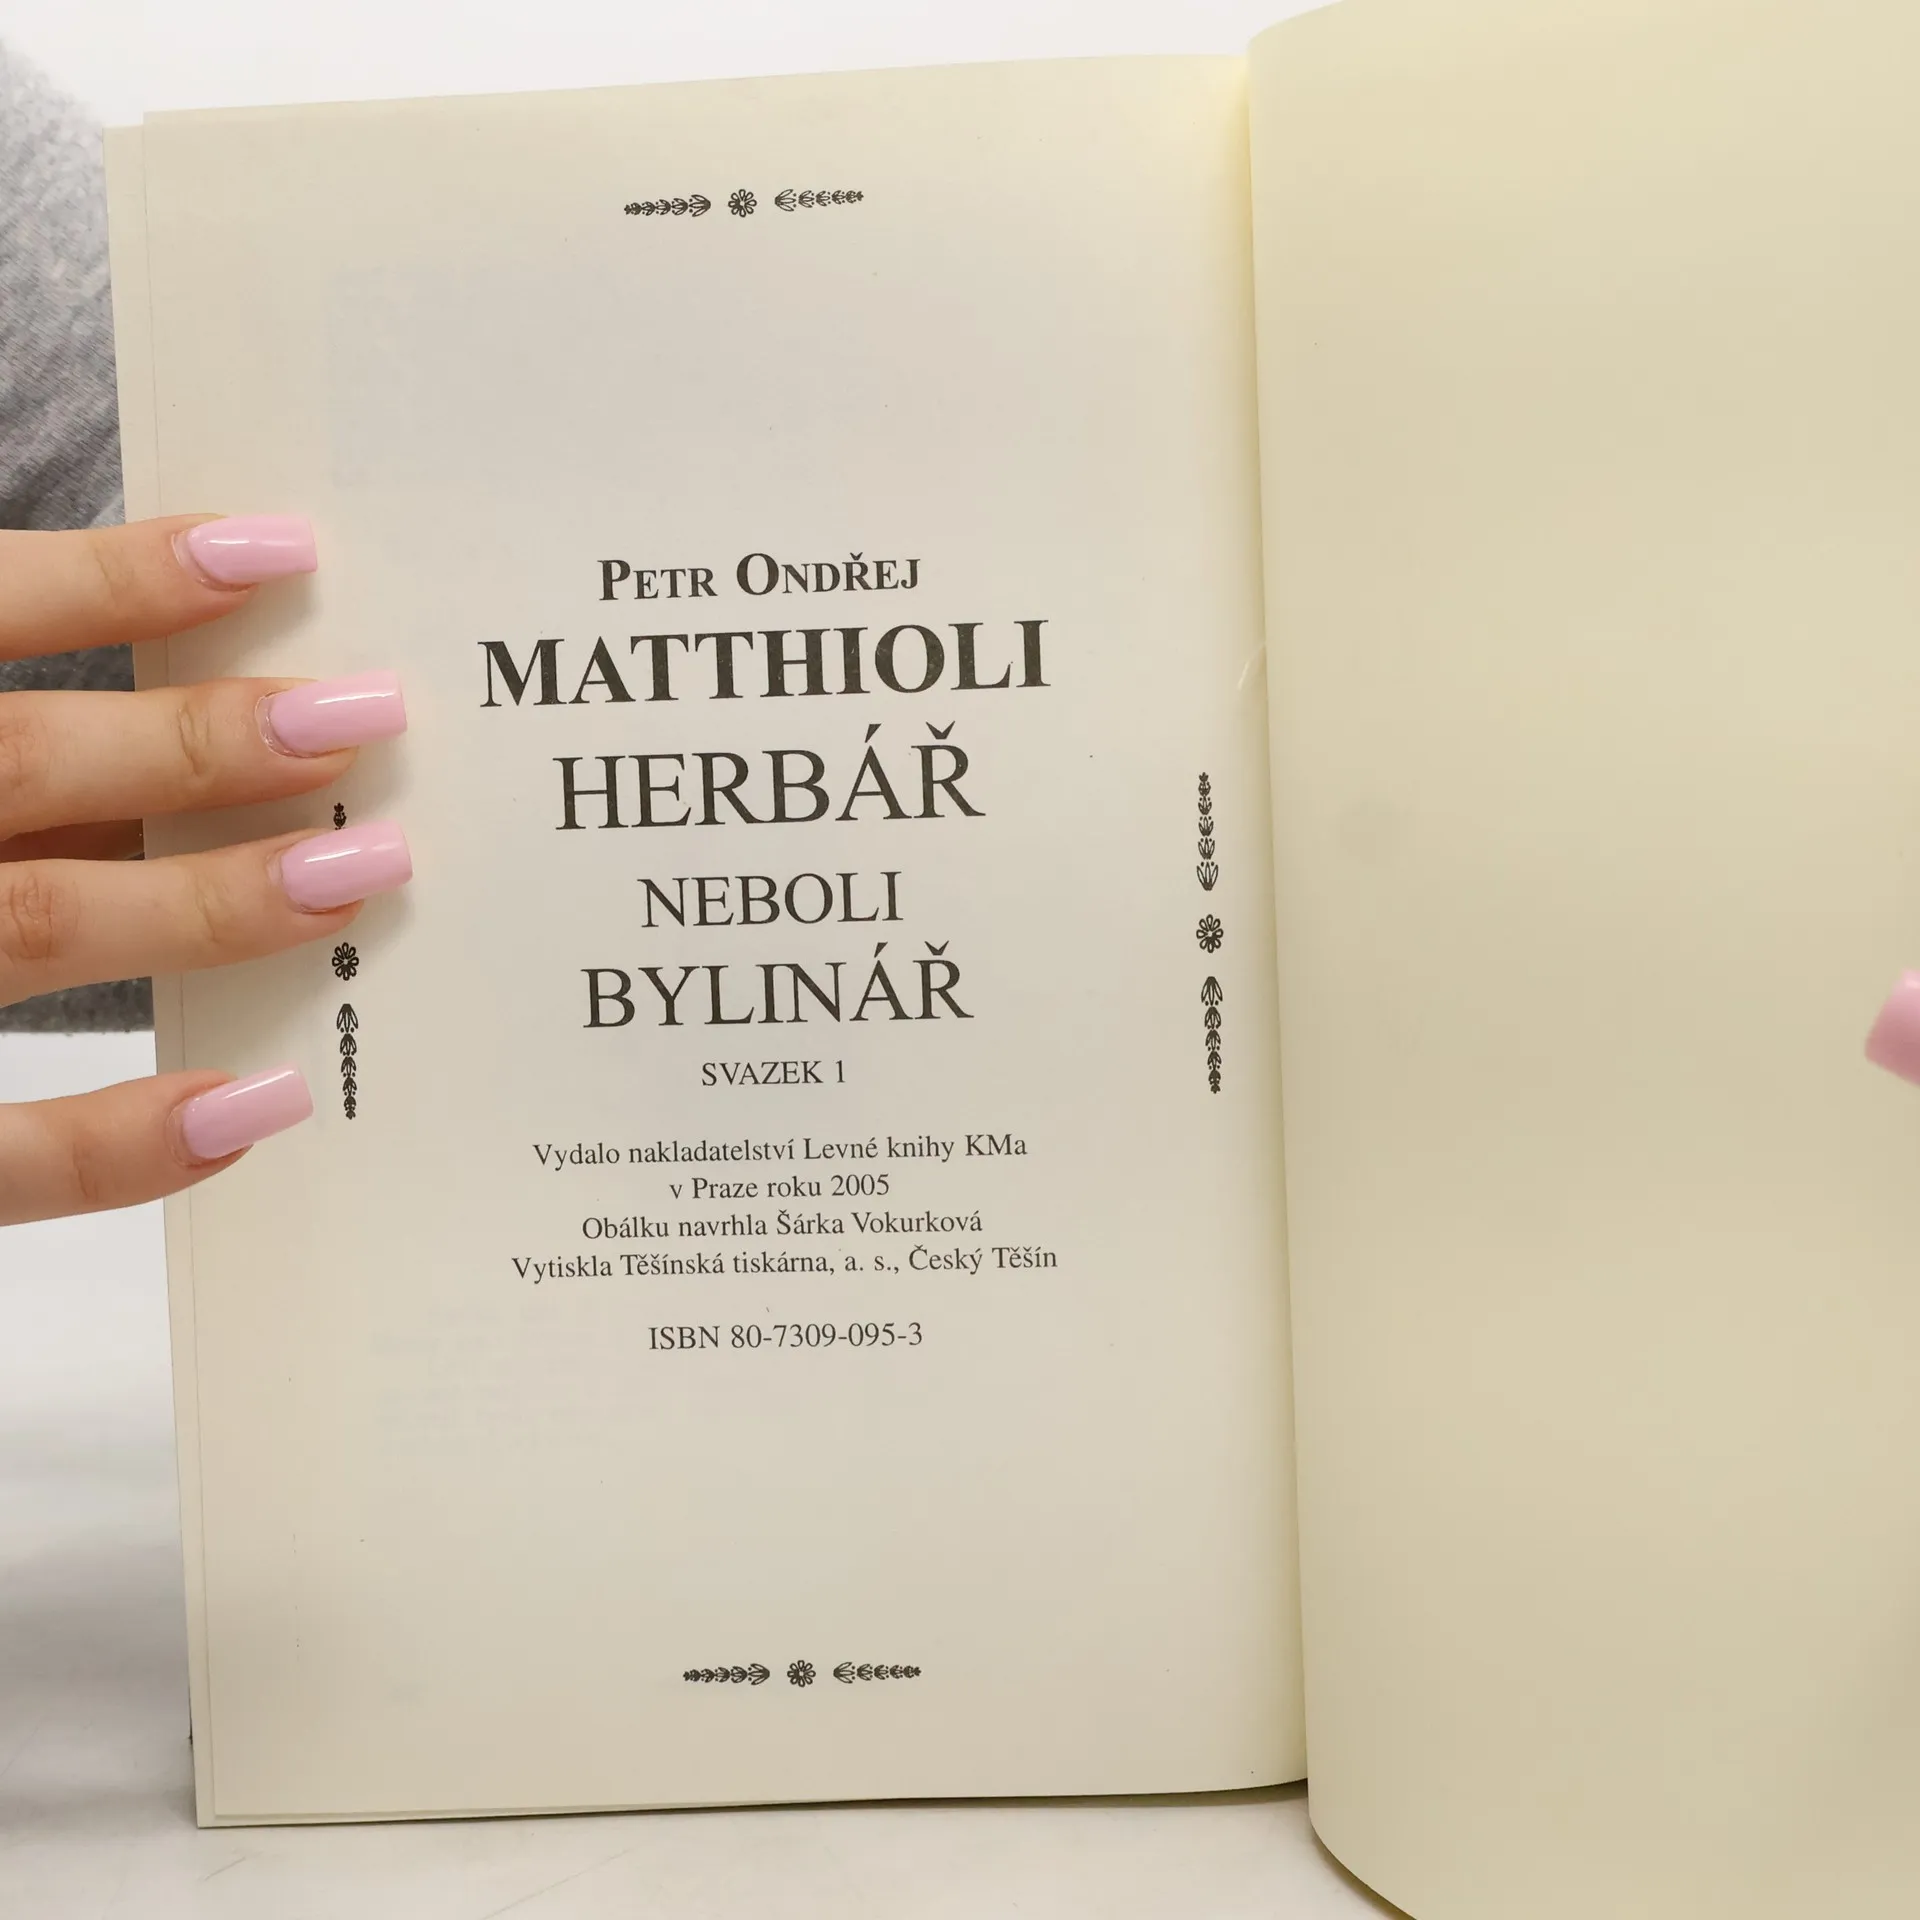 PETR ONDŘEJ
MATTHIOLI
HERBÁŘ
NEBOLI
BYLINÁŘ
SVAZEK 1
Vydalo nakladatelství Levné knihy KMa
v Praze roku 2005
Obálku navrhla Šárka Vokurková
Vytiskla Těšínská tiskárna, a. s., Český Těšín
ISBN 80-7309-095-3